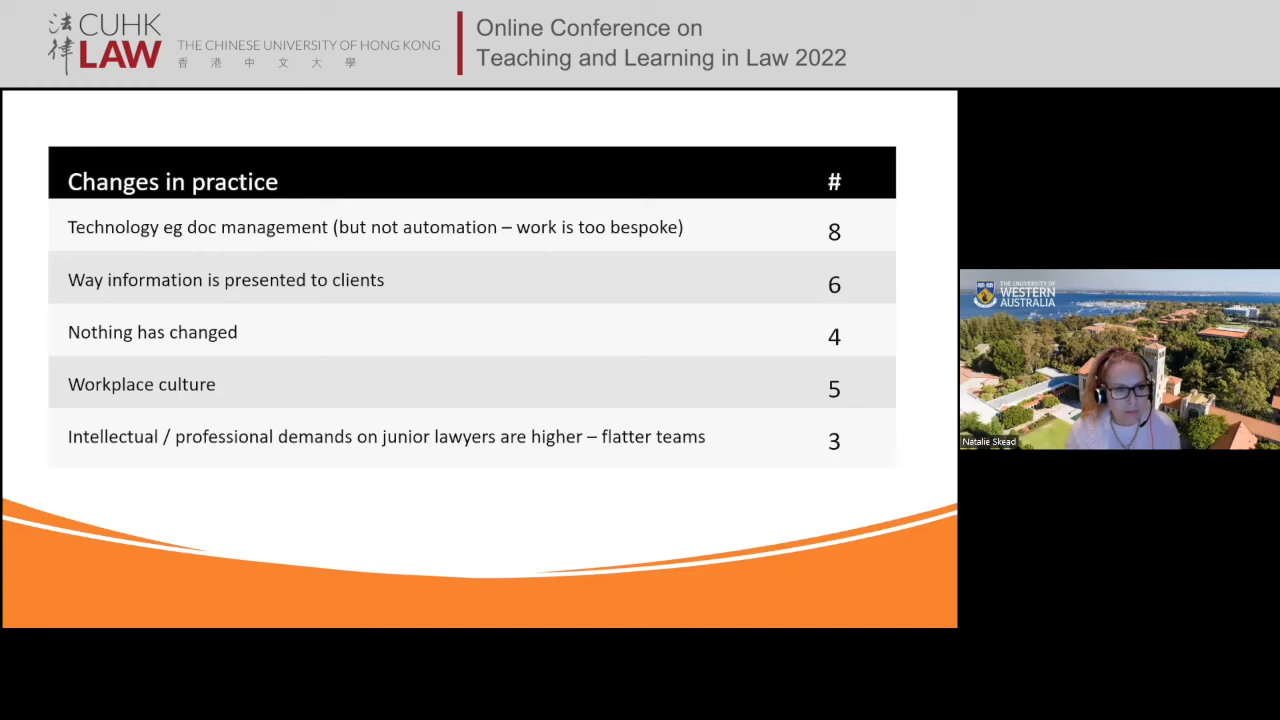 法律
CUHK
LAW
THE CHINESE UNIVERSITY OF HONG KONG
香港中文大學
Online Conference on
Teaching and Learning in Law 2022
Changes in practice #
Technology eg doc management (but not automation – work is too bespoke) 8
Way information is presented to clients 6
Nothing has changed 4
Workplace culture 5
Intellectual / professional demands on junior lawyers are higher – flatter teams 3
THE UNIVERSITY OF
WESTERN
AUSTRALIA
Natalie Skead